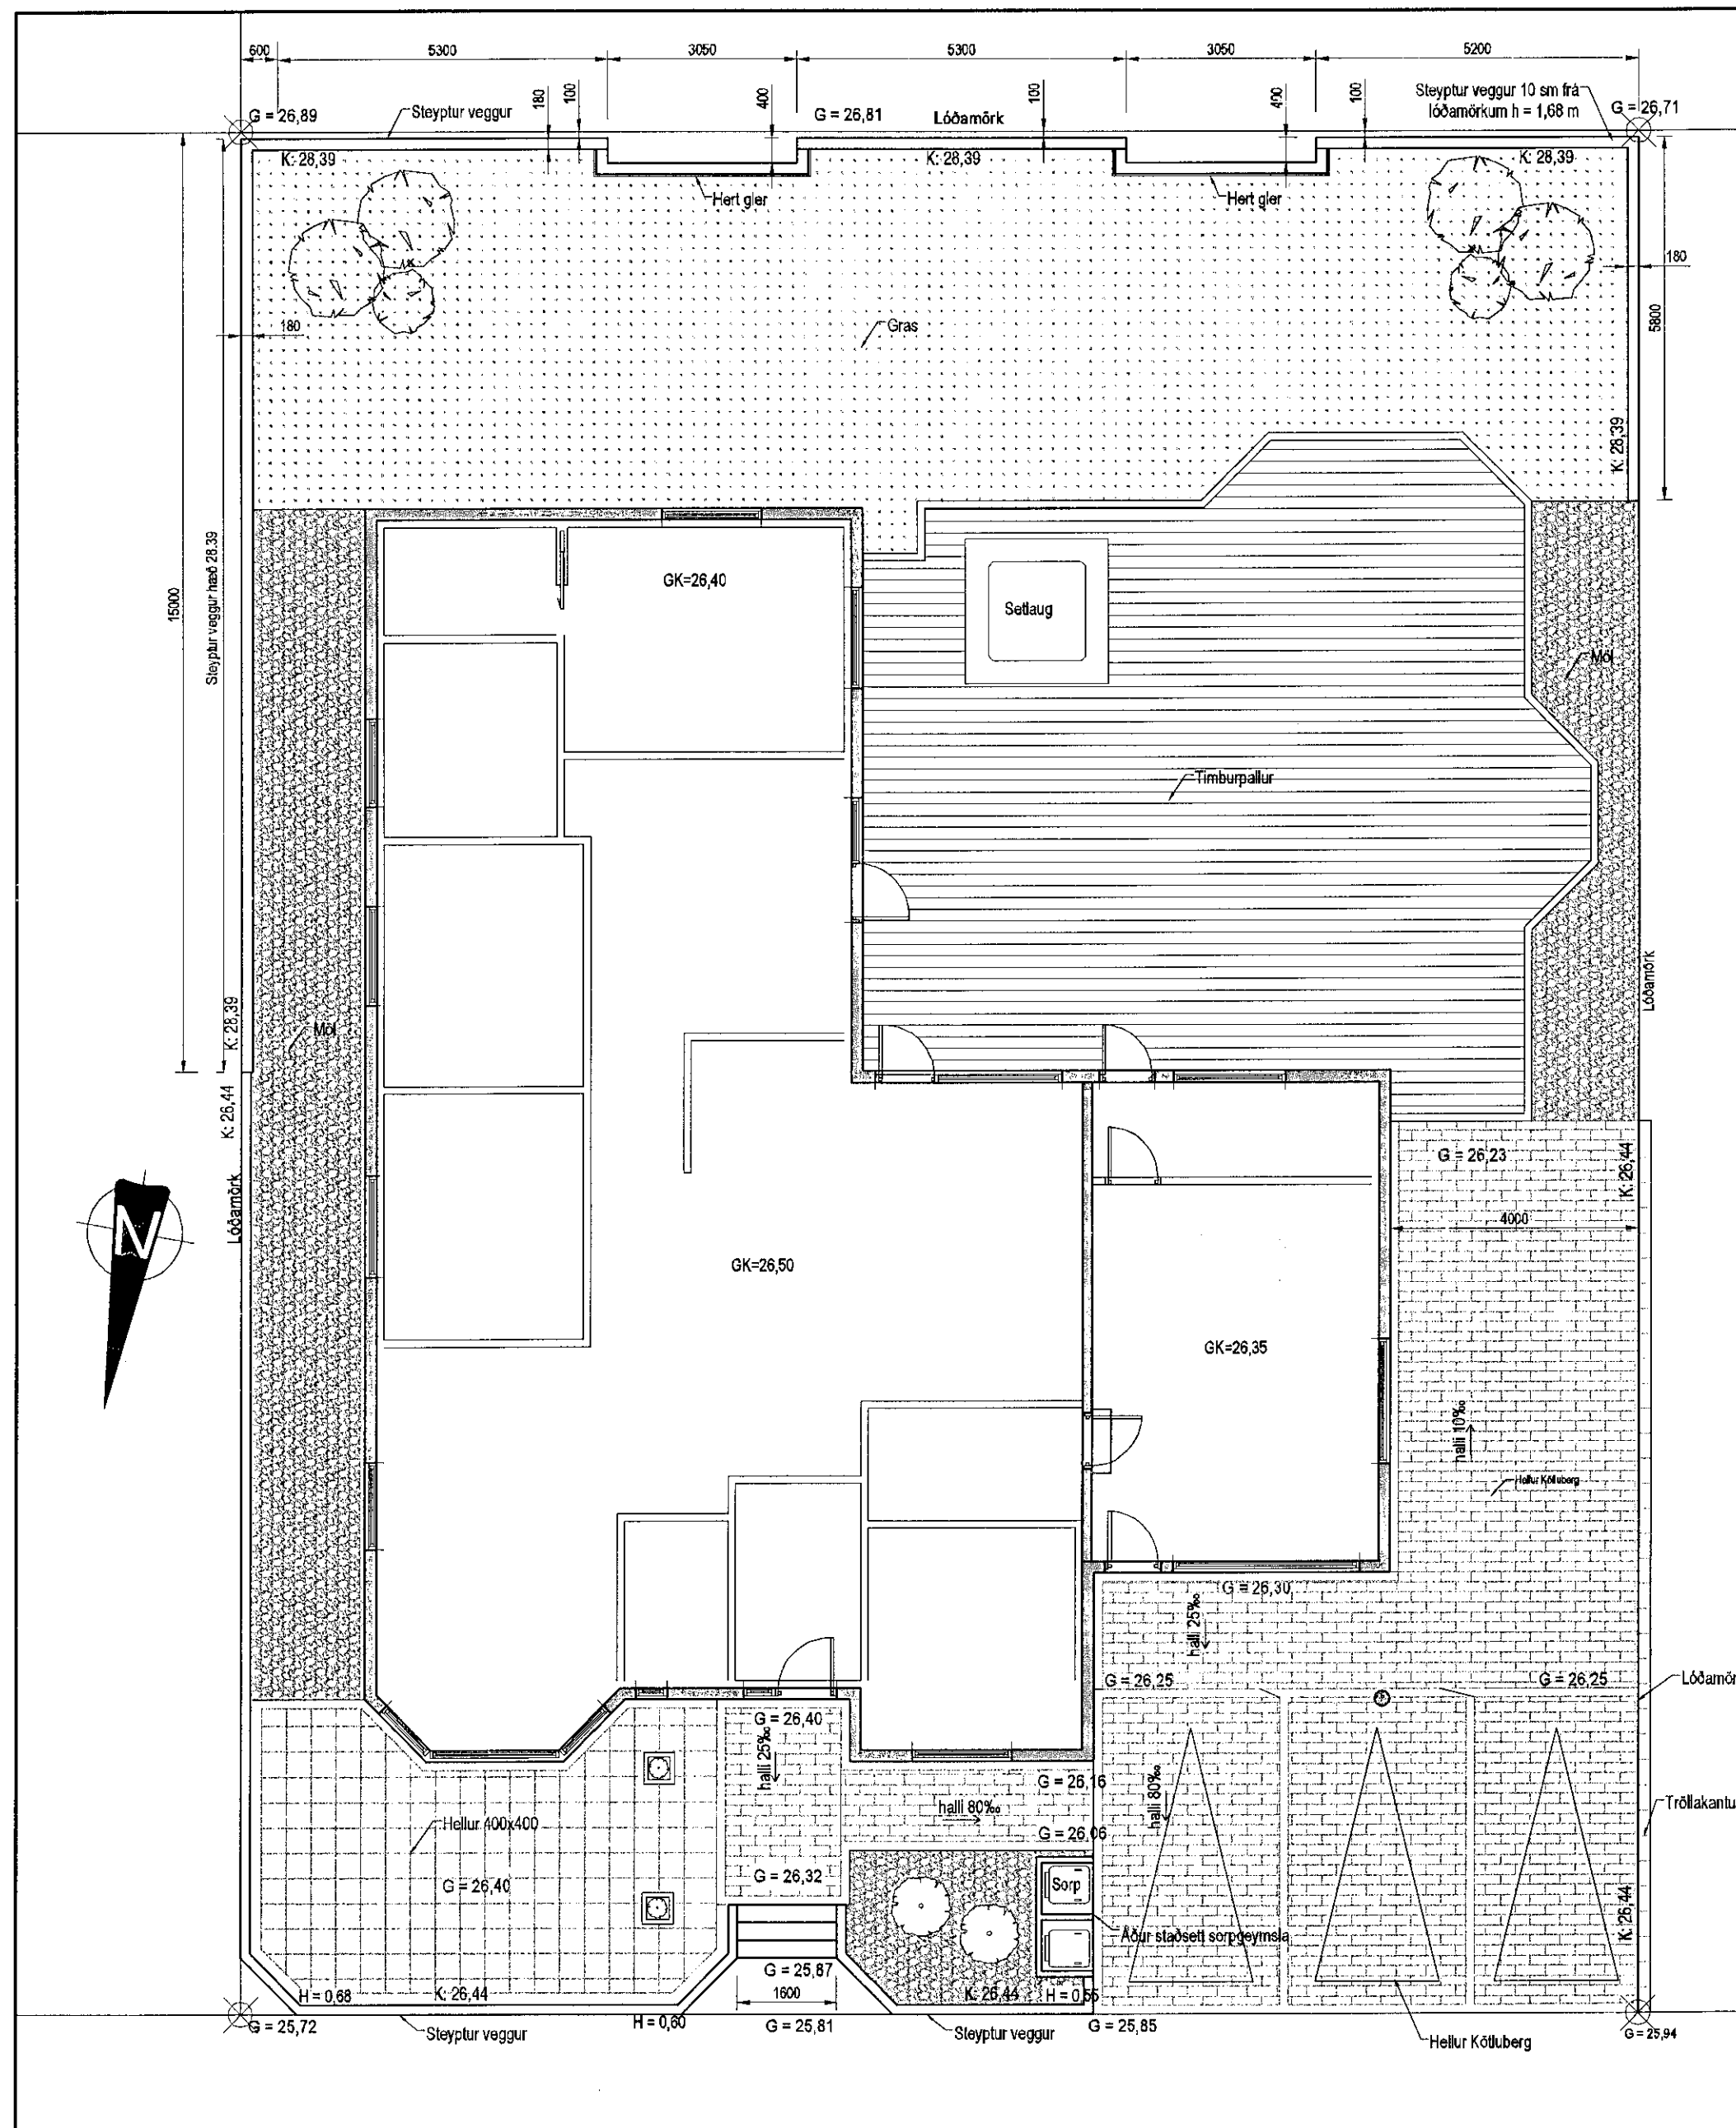 600
5300
3050
5300
3050
5200
180
100
400
100
400
100
G = 26,89
Steyptur veggur
G = 26,81
Lóðamörk
Steyptur veggur 10 sm frá
lóðamörkum h = 1,68 m
G = 26,71
K: 28,39
K: 28,39
K: 28,39
Hert gler
Hert gler
180
180
Gras
5800
K: 28,39
15000
Steyptur veggur hæð 28.39
GK=26,40
Setlaug
Möl
Timburpallur
Lóðamörk
K: 28,39
Möl
K: 26,44
Lóðamörk
N
G = 26,23
K: 26,44
4000
GK=26,50
GK=26,35
halli 10‰
Hellur Kötluberg
G = 26,30
halli 25‰
G = 26,25
G = 26,25
Lóðamör
G = 26,40
halli 25‰
G = 26,16
halli 80‰
halli 80‰
Tröllakantu
Hellur 400x400
G = 26,06
G = 26,40
G = 26,32
Sorp
K: 26,44
Áður staðsett sorpgeymsla
G = 25,87
H = 0,68
K: 26,44
1600
K: 26,44
H = 0,55
G = 25,72
Steyptur veggur
H = 0,60
G = 25,81
Steyptur veggur
G = 25,85
Hellur Kötluberg
G = 25,94